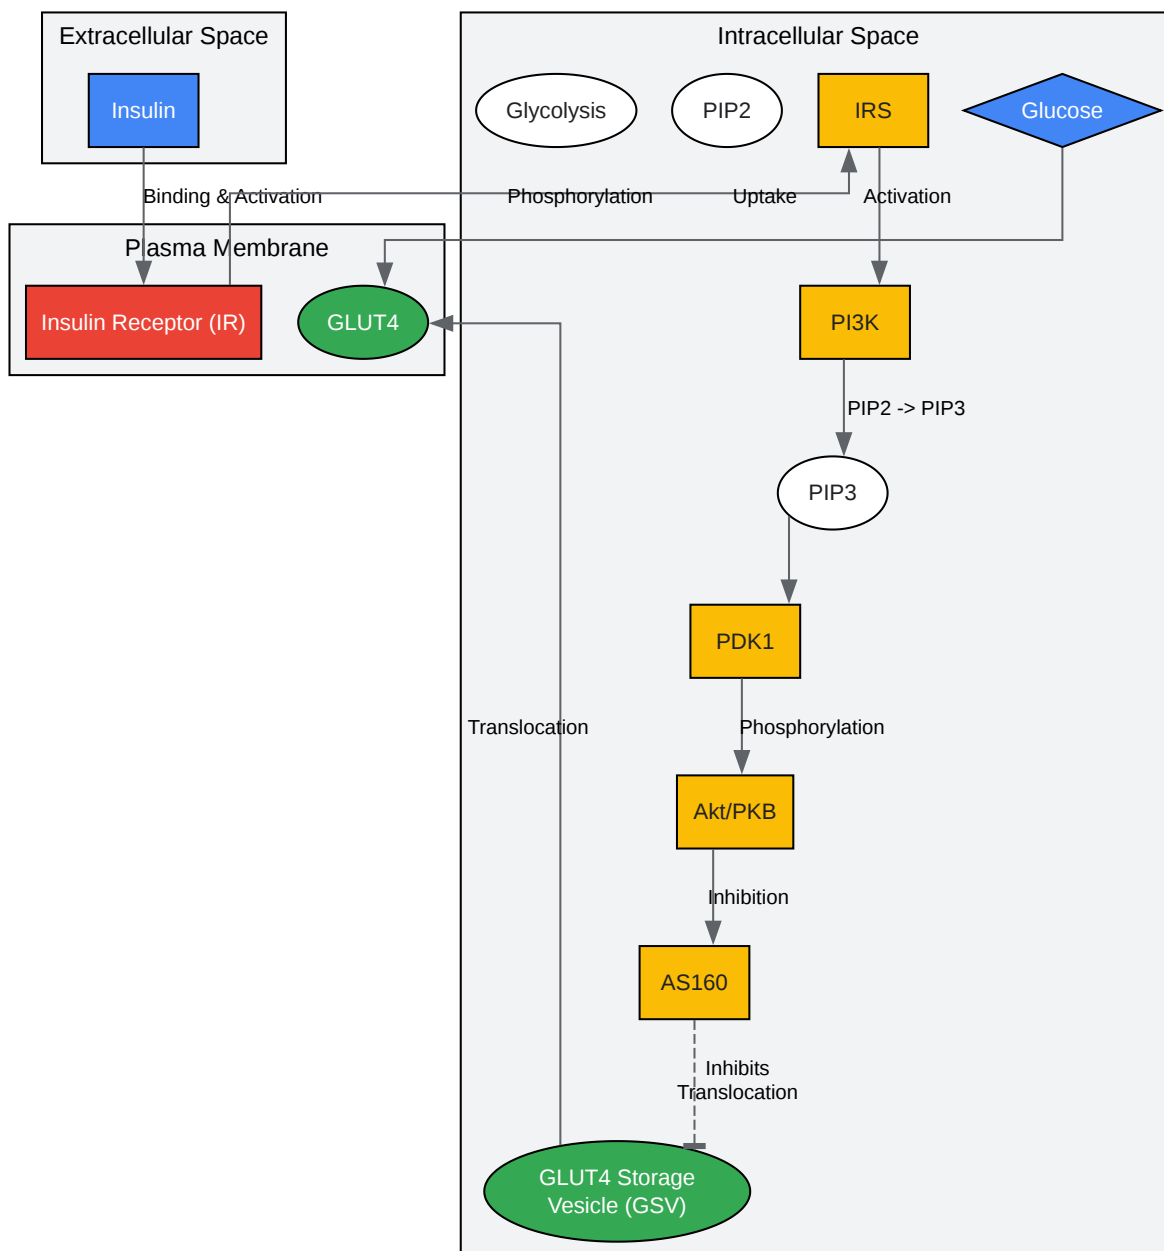 Extracellular Space
Intracellular Space
Insulin
Glycolysis
PIP2
IRS
Glucose
Binding & Activation
Phosphorylation
Uptake
Activation
Plasma Membrane
Insulin Receptor (IR)
GLUT4
PI3K
PIP2 -> PIP3
PIP3
PDK1
Translocation
Phosphorylation
Akt/PKB
Inhibition
AS160
Inhibits
Translocation
GLUT4 Storage
Vesicle (GSV)